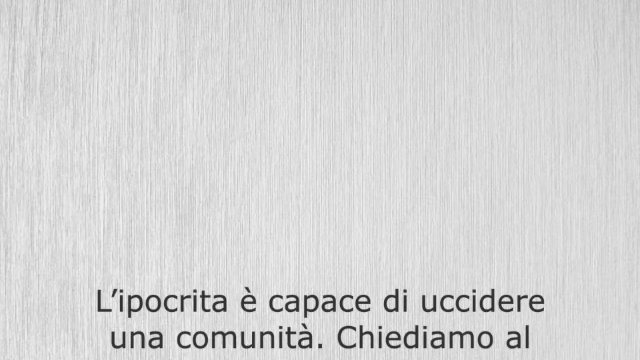 L’ipocrita è capace di uccidere
una comunità. Chiediamo al